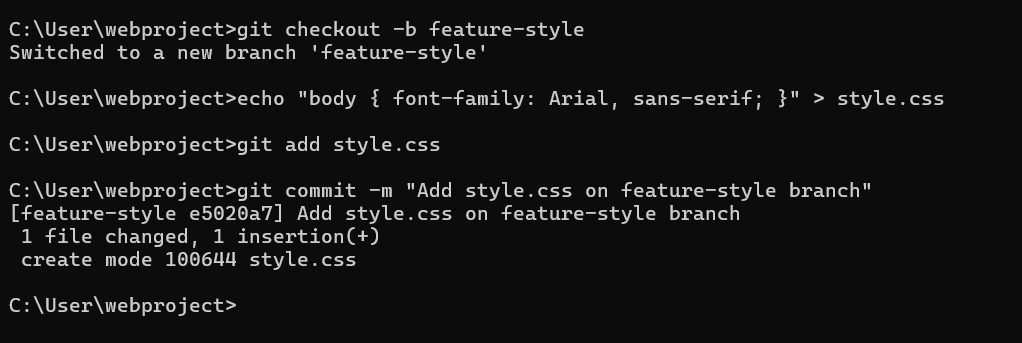 C:\User\webproject>git checkout -b feature-style
Switched to a new branch 'feature-style'
C:\User\webproject>echo "body { font-family: Arial, sans-serif; }" > style.css
C:\User\webproject>git add style.css
C:\User\webproject>git commit -m "Add style.css on feature-style branch"
[feature-style e5020a7] Add style.css on feature-style branch
 1 file changed, 1 insertion(+)
 create mode 100644 style.css
C:\User\webproject>